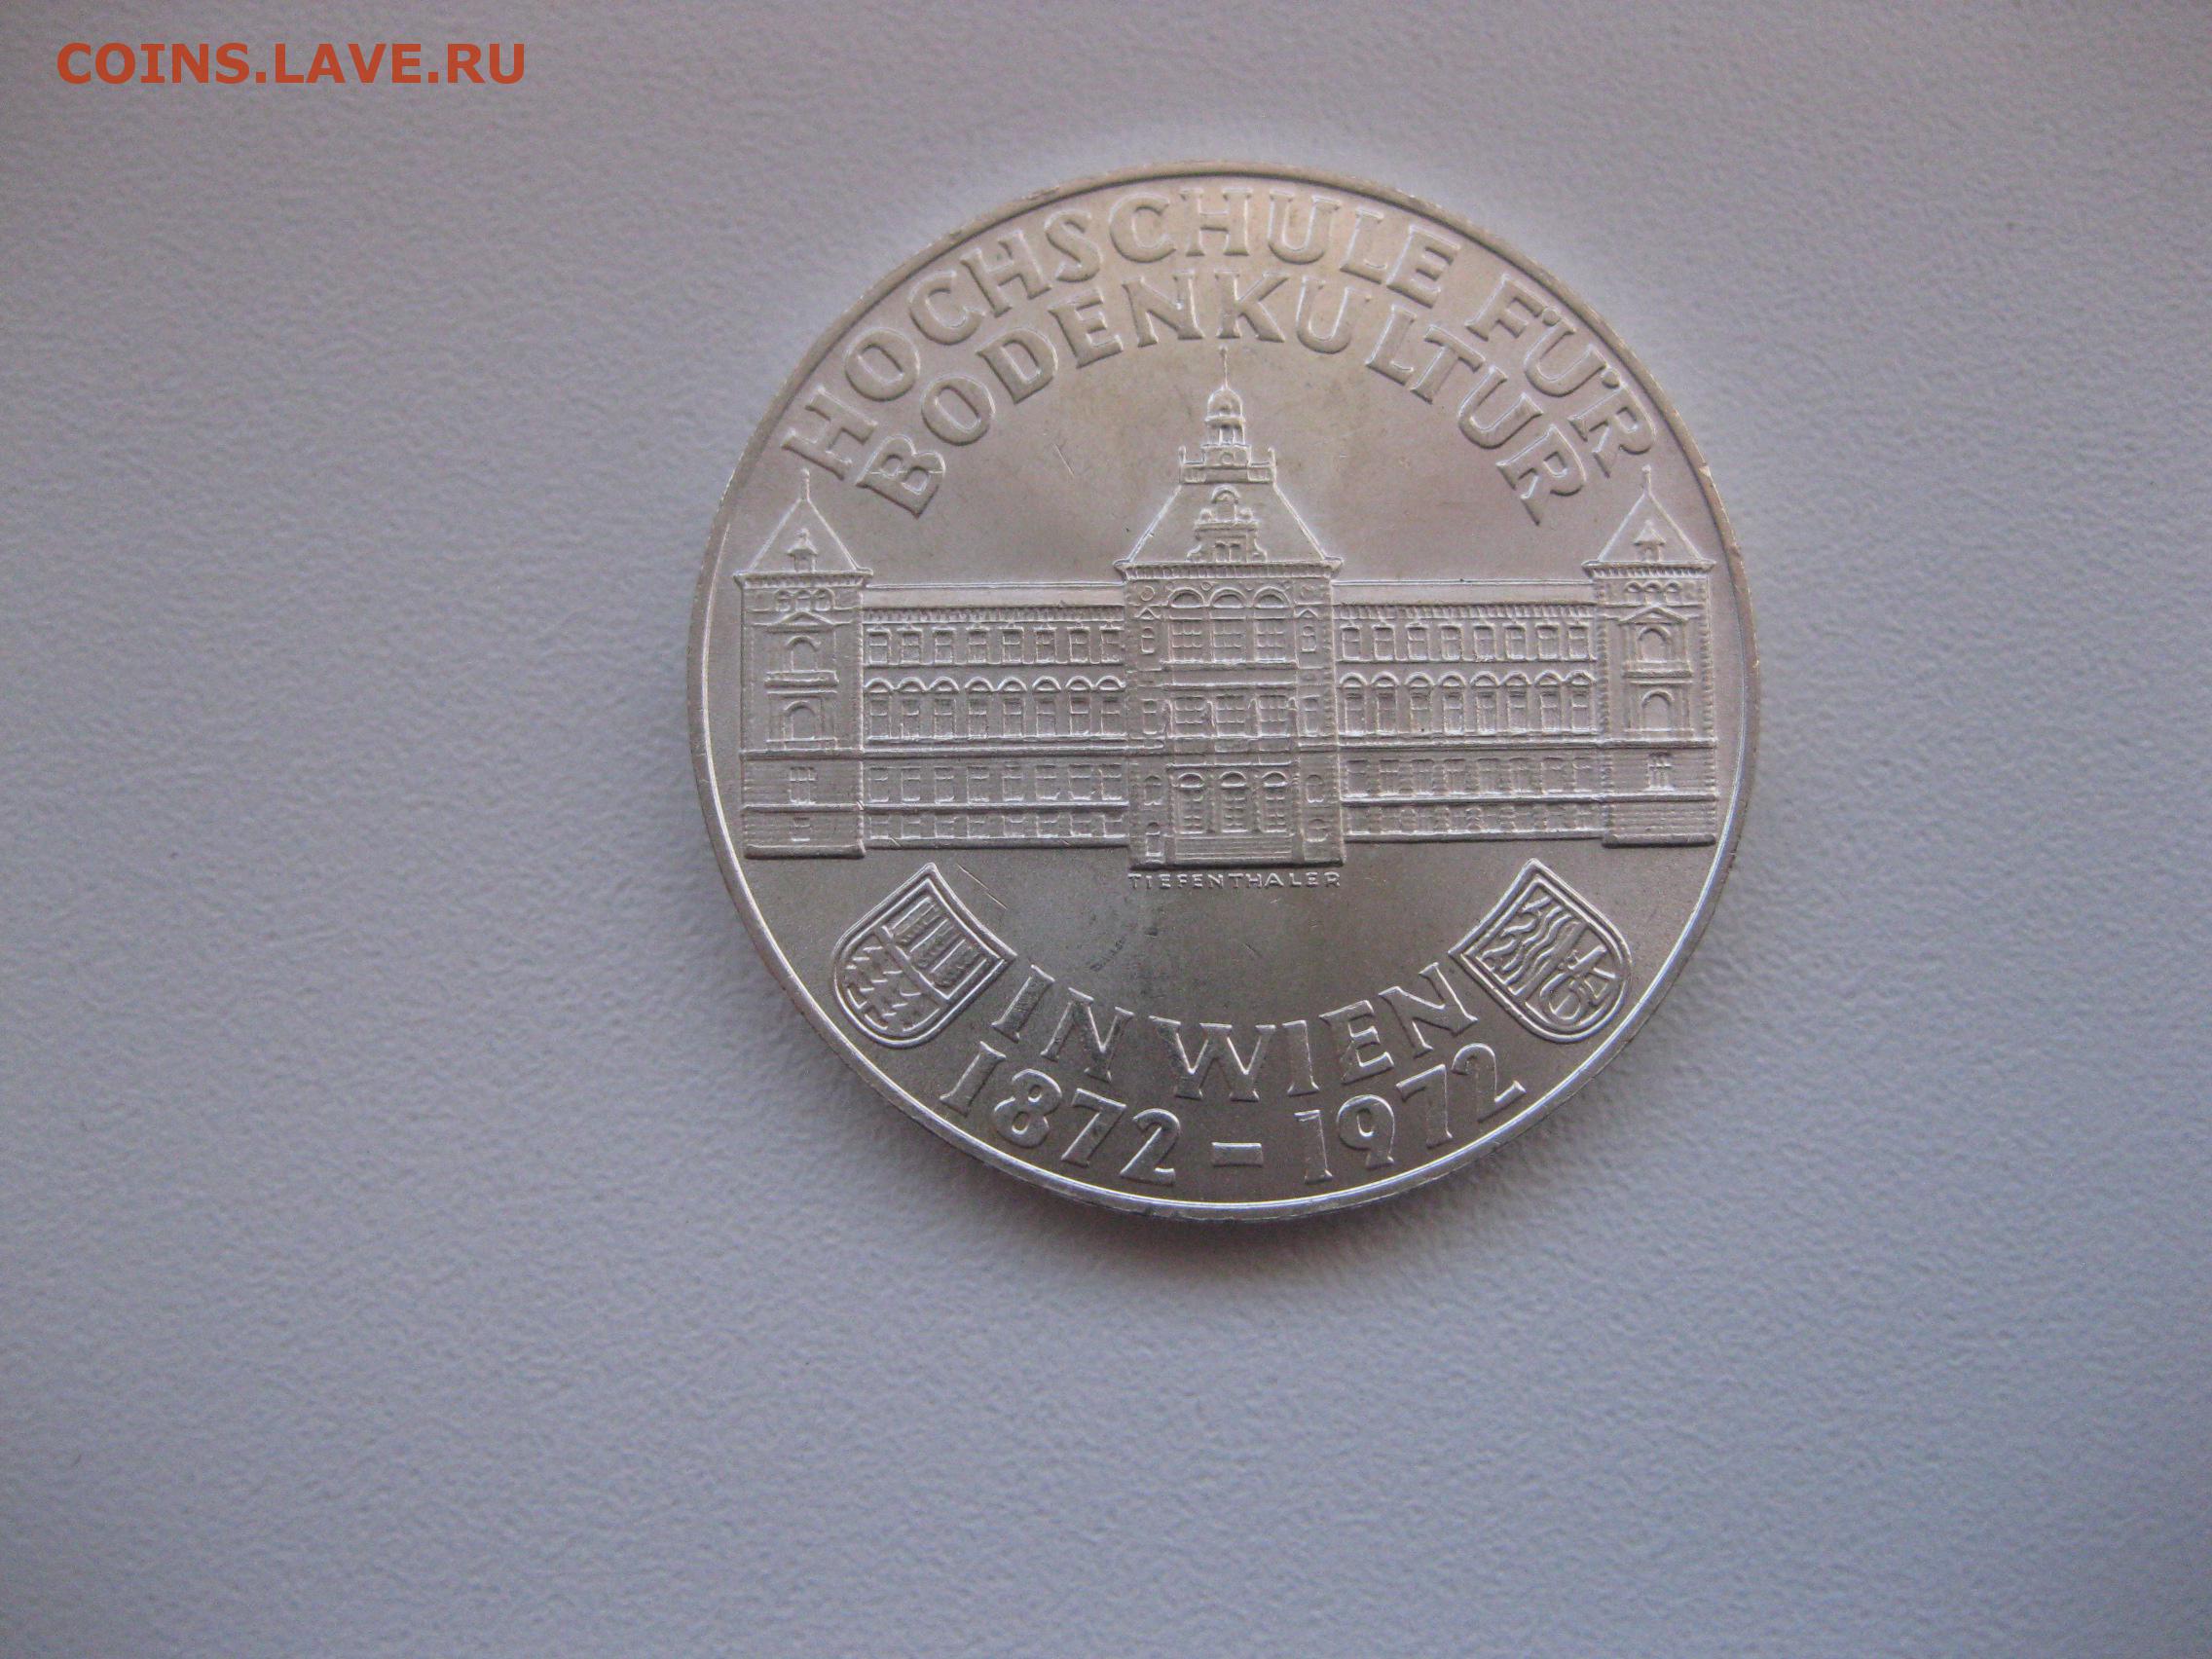 COINS.LAVE.RU
HOCHSCHULE FÜR
BODENKULTUR
TIEFENTHALER
IN WIEN
1872 – 1972